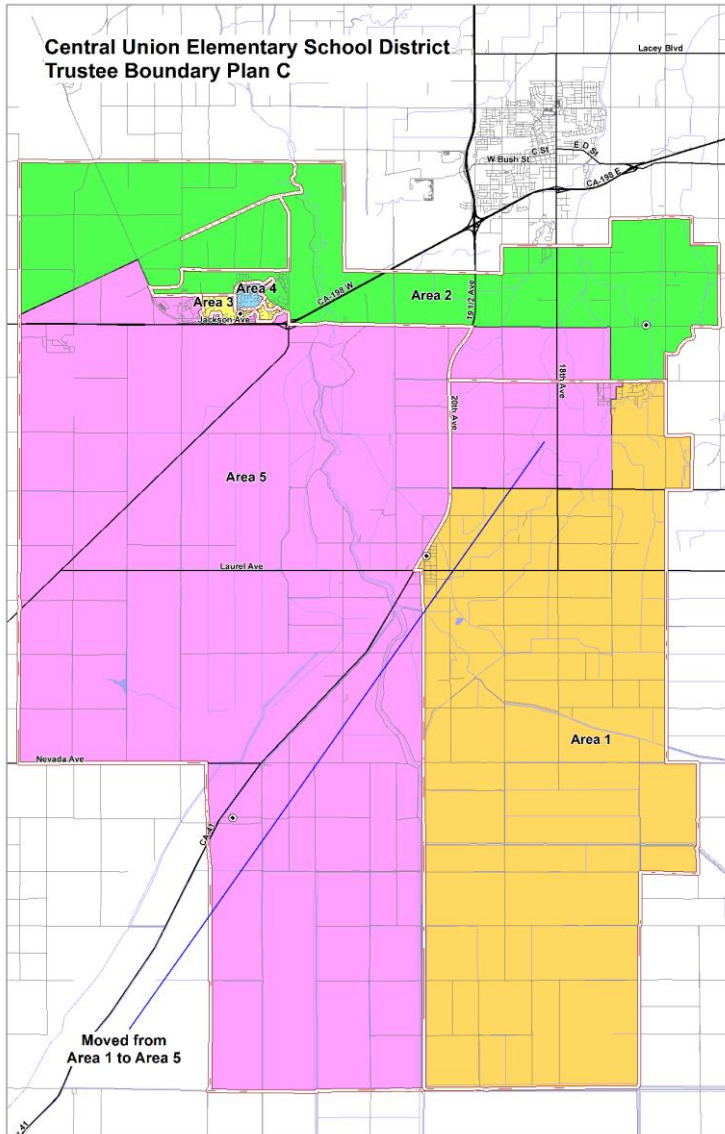 Central Union Elementary School District
Trustee Boundary Plan C
Lacey Blvd
C St
E D St
W Bush St
CA-198 E
Area 4
CA-198 W
Area 3
Area 2
19 1/2 Ave
Jackson Ave
18th Ave
20th Ave
Area 5
Laurel Ave
Area 1
Nevada Ave
CA-41
Moved from
Area 1 to Area 5